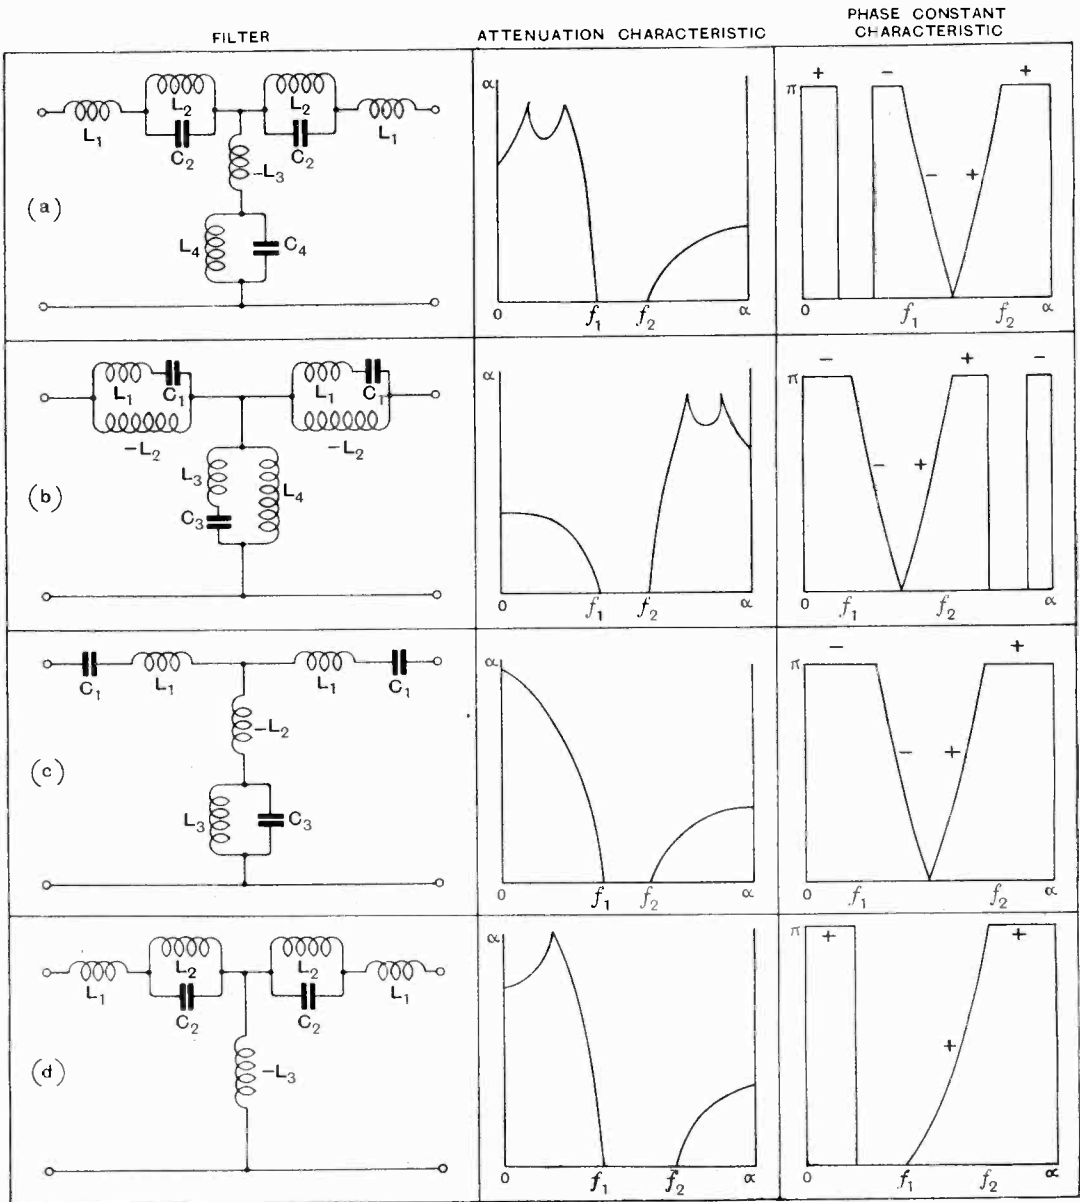 FILTER
ATTENUATION CHARACTERISTIC
PHASE CONSTANT
CHARACTERISTIC
(a)
L₁
L₂
C₂
L₂
C₂
L₁
-L₃
L₄
C₄
α
0
f₁
f₂
α
π
+
-
+
-
+
0
f₁
f₂
α
(b)
L₁
C₁
-L₂
L₁
C₁
-L₂
L₃
C₃
L₄
α
0
f₁
f₂
α
π
-
+
-
-
+
0
f₁
f₂
α
(c)
C₁
L₁
L₁
C₁
-L₂
L₃
C₃
α
0
f₁
f₂
α
π
-
+
-
+
0
f₁
f₂
α
(d)
L₁
L₂
C₂
L₂
C₂
L₁
-L₃
α
0
f₁
f₂
α
π
+
+
+
0
f₁
f₂
α